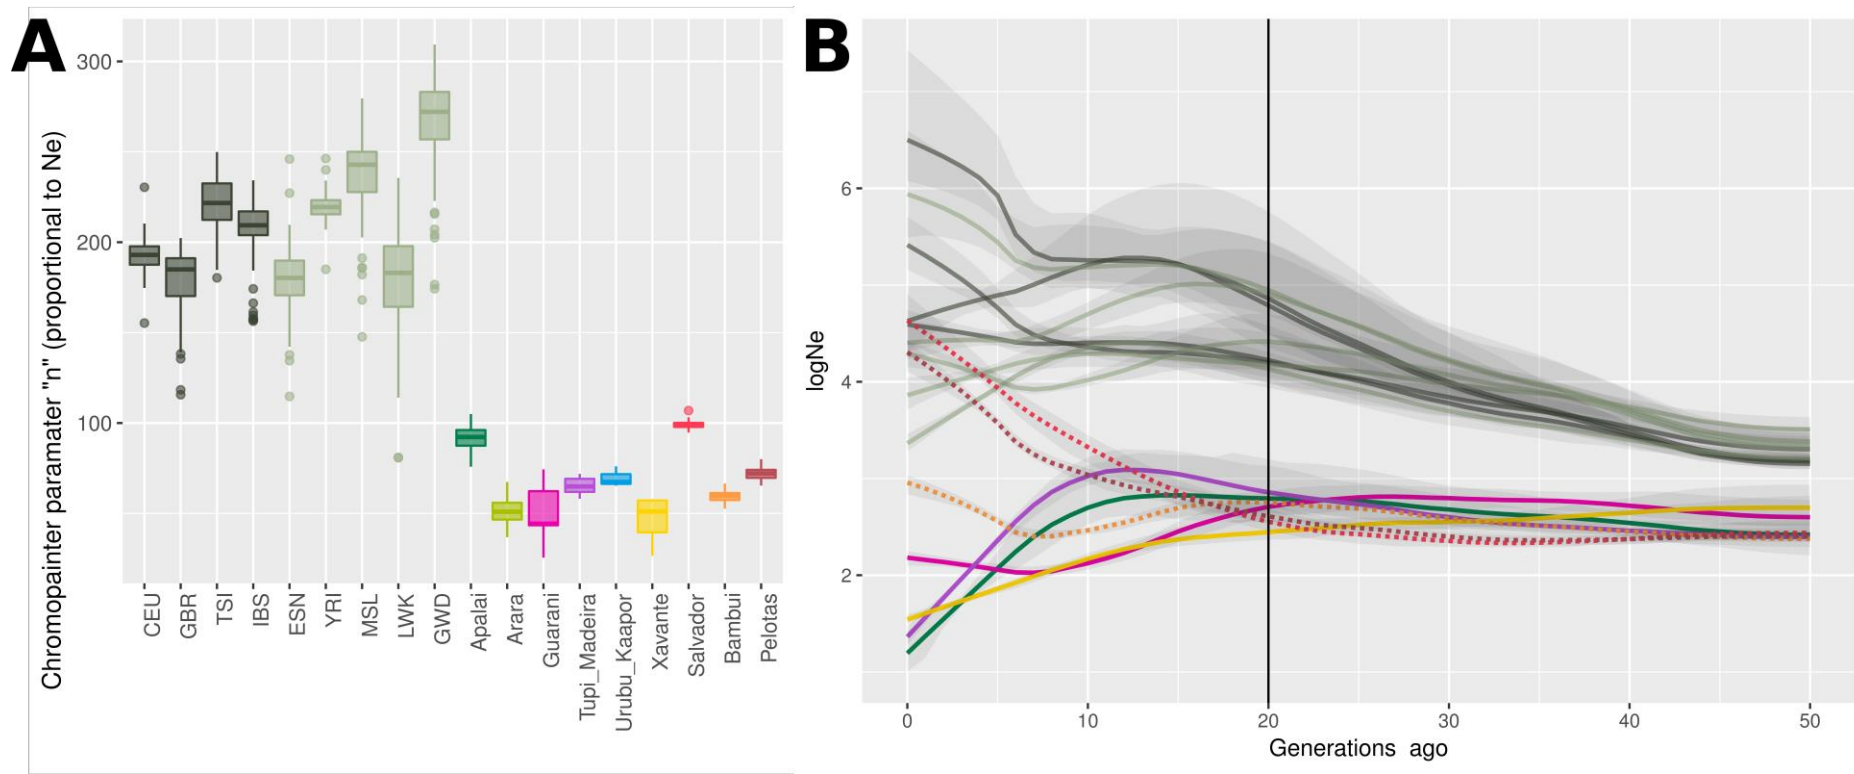 A
Chromopainter paramater "n" (proportional to Ne)
300
200
100
CEU
GBR
TSI
IBS
ESN
YRI
MSL
LWK
GWD
Apalai
Arara
Guarani
Tupi_Madeira
Urubu_Kaapor
Xavante
Salvador
Bambui
Pelotas
B
logNe
6
4
2
0 10 20 30 40 50
Generations ago